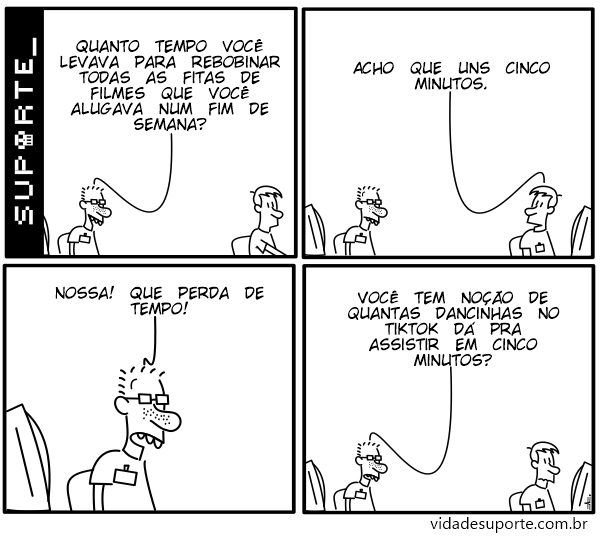 SUPORTE_
QUANTO TEMPO VOCÊ
LEVAVA PARA REBOBINAR
TODAS AS FITAS DE
FILMES QUE VOCÊ
ALUGAVA NUM FIM DE
SEMANA?
ACHO QUE UNS CINCO
MINUTOS.
NOSSA! QUE PERDA DE
TEMPO!
VOCÊ TEM NOÇÃO DE
QUANTAS DANCINHAS NO
TIKTOK DÁ PRA
ASSISTIR EM CINCO
MINUTOS?
vidadesuporte.com.br